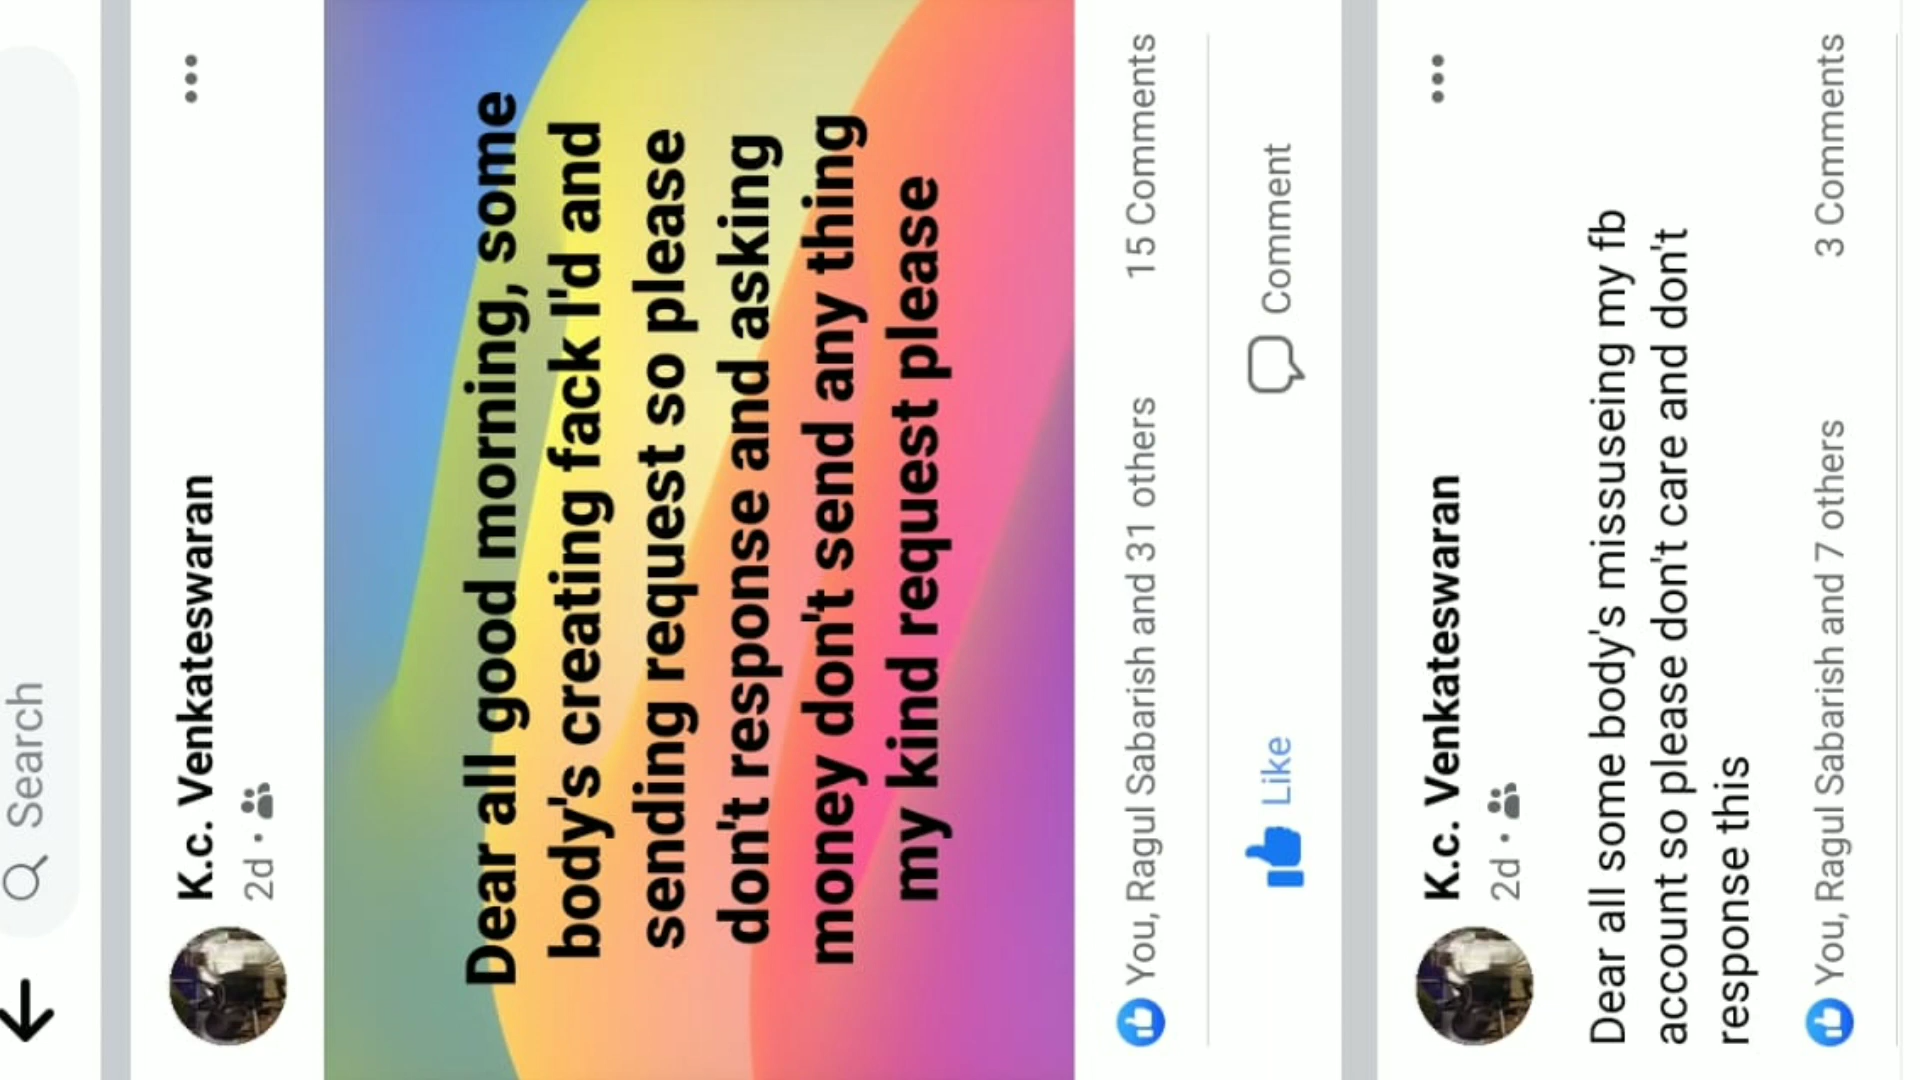 Search
K.c. Venkateswaran
2d
Dear all good morning, some
body's creating fack I'd and
sending request so please
don't response and asking
money don't send any thing
my kind request please
You, Ragul Sabarish and 31 others 15 Comments
Like Comment
K.c. Venkateswaran
2d
Dear all some body's missuseing my fb
account so please don't care and don't
response this
You, Ragul Sabarish and 7 others 3 Comments